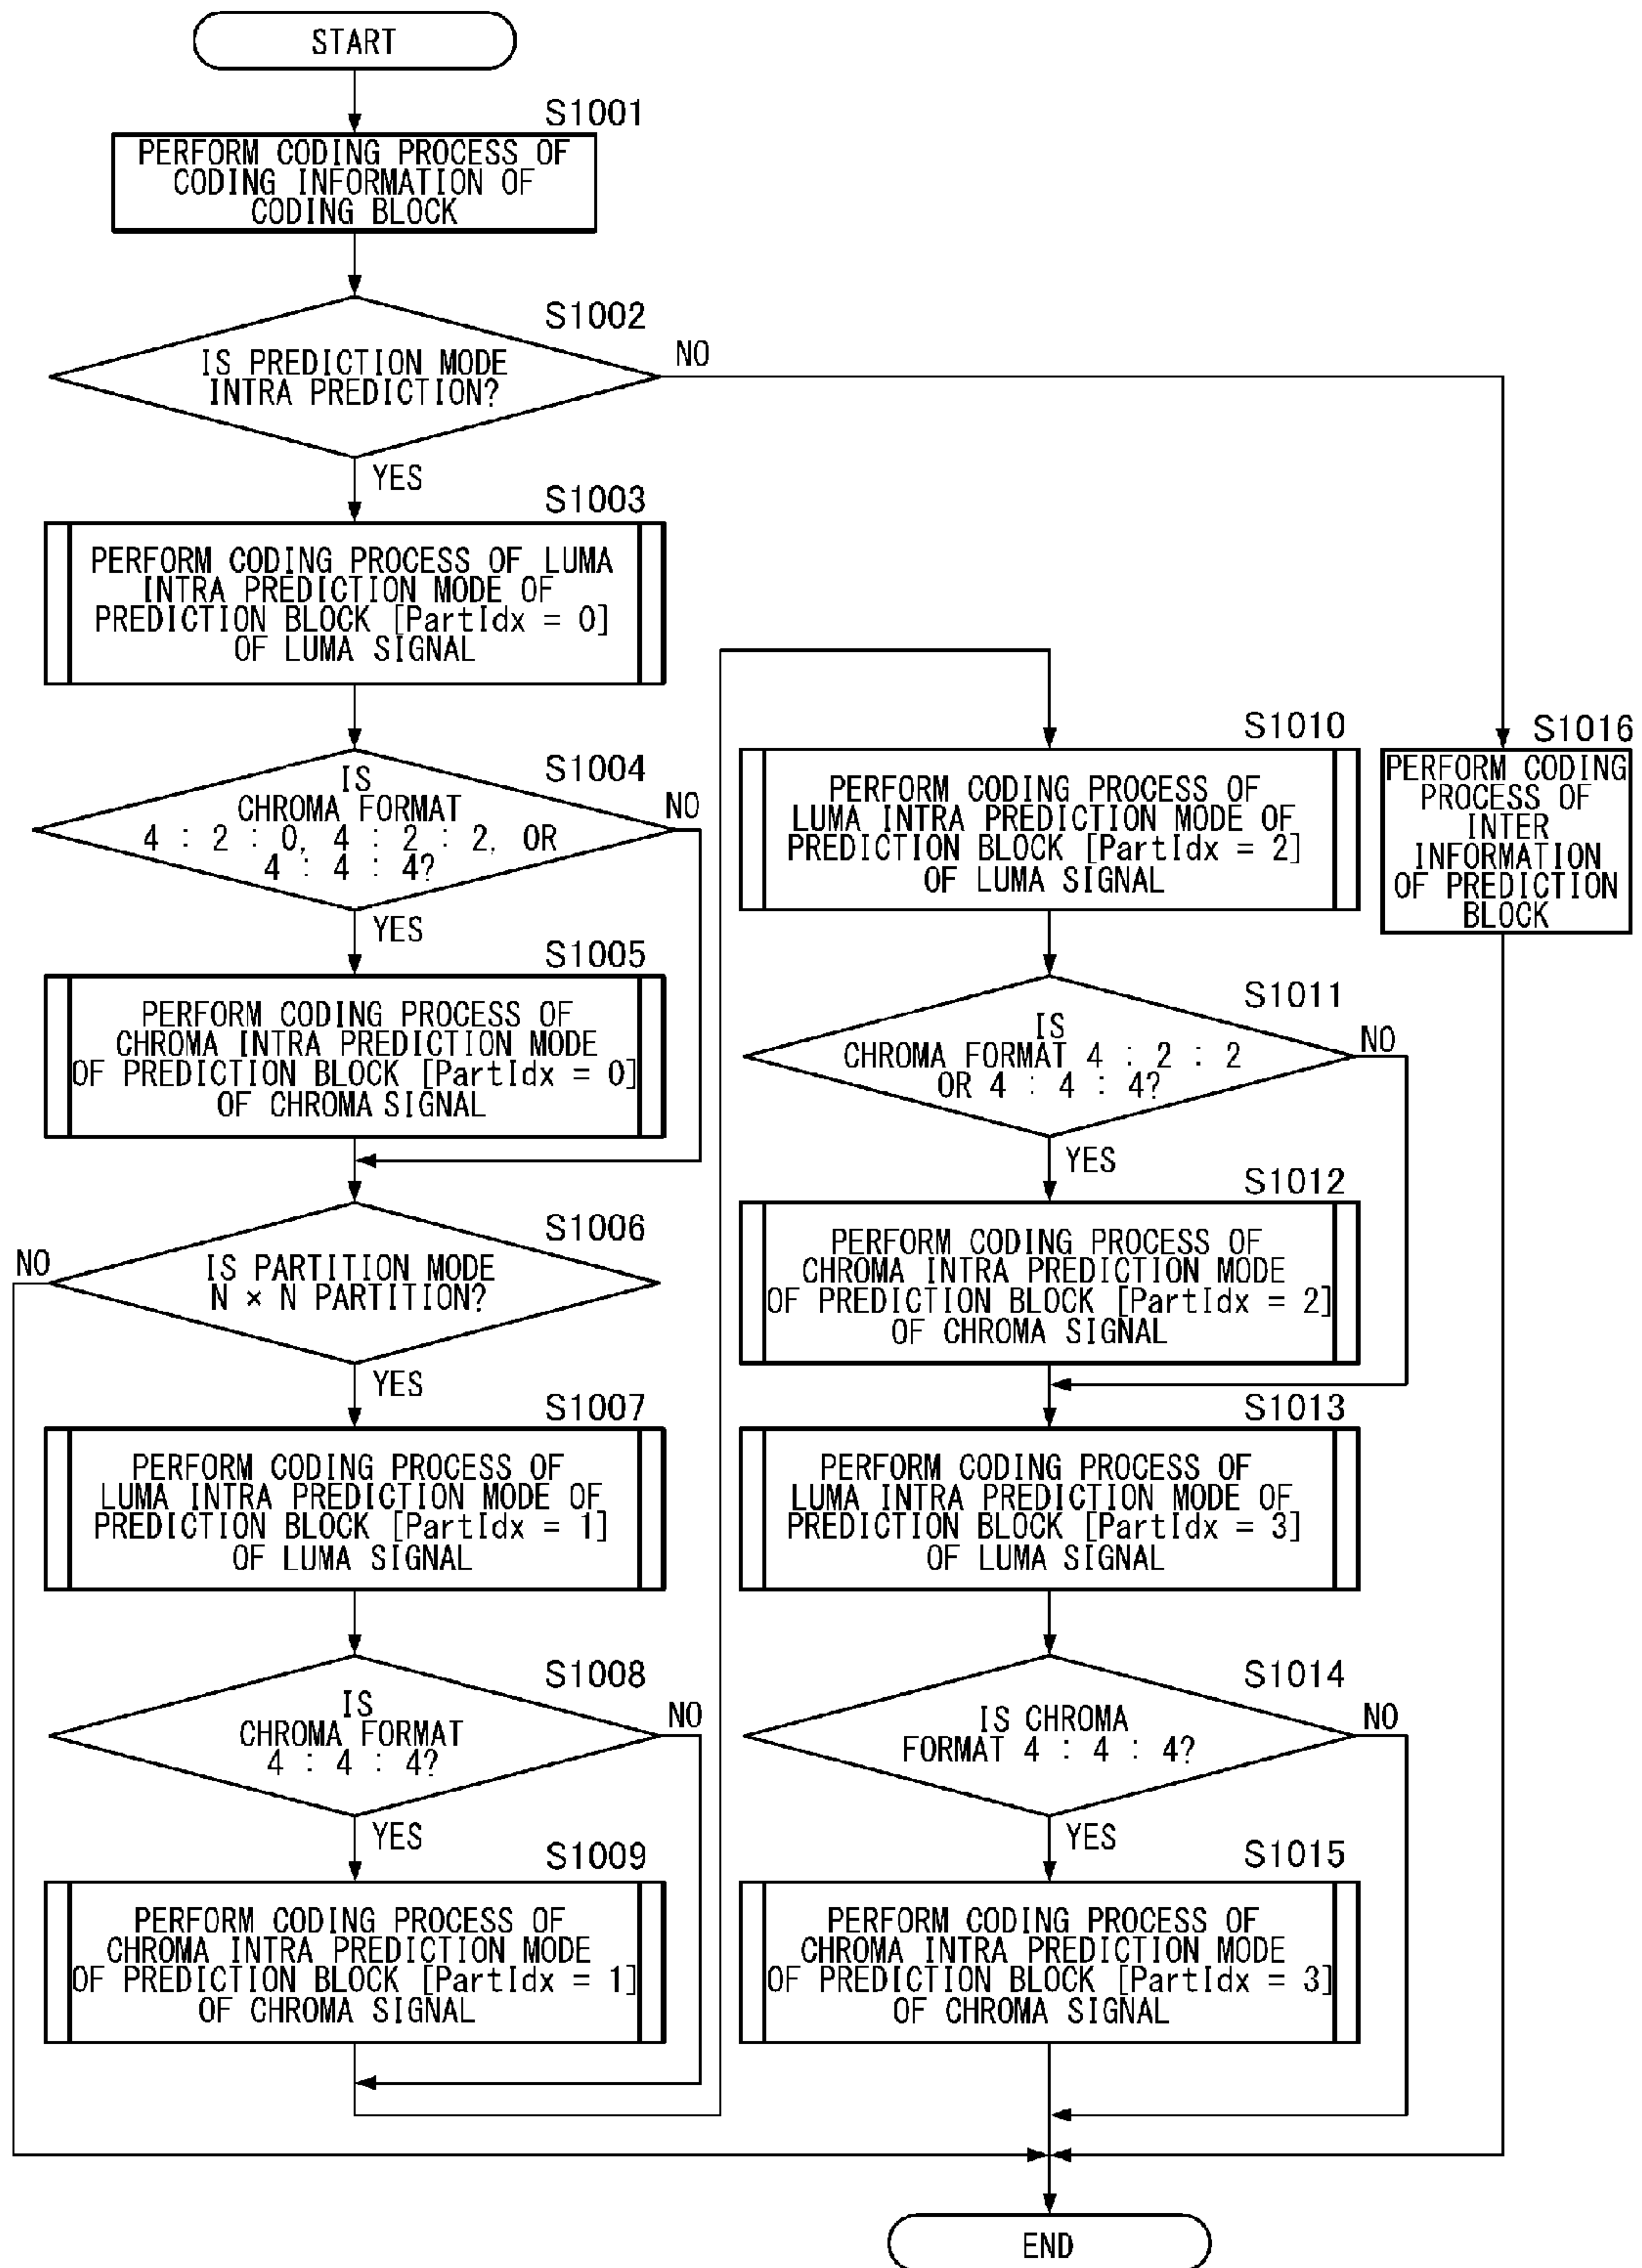 START
S1001
PERFORM CODING PROCESS OF
CODING INFORMATION OF
CODING BLOCK
S1002
IS PREDICTION MODE
INTRA PREDICTION?
NO
YES
S1003
PERFORM CODING PROCESS OF LUMA
INTRA PREDICTION MODE OF
PREDICTION BLOCK [PartIdx = 0]
OF LUMA SIGNAL
S1004
IS
CHROMA FORMAT
4 : 2 : 0, 4 : 2 : 2, OR
4 : 4 : 4?
NO
YES
S1005
PERFORM CODING PROCESS OF
CHROMA INTRA PREDICTION MODE
OF PREDICTION BLOCK [PartIdx = 0]
OF CHROMA SIGNAL
S1006
IS PARTITION MODE
N × N PARTITION?
NO
YES
S1007
PERFORM CODING PROCESS OF
LUMA INTRA PREDICTION MODE OF
PREDICTION BLOCK [PartIdx = 1]
OF LUMA SIGNAL
S1008
IS
CHROMA FORMAT
4 : 4 : 4?
NO
YES
S1009
PERFORM CODING PROCESS OF
CHROMA INTRA PREDICTION MODE
OF PREDICTION BLOCK [PartIdx = 1]
OF CHROMA SIGNAL
S1010
PERFORM CODING PROCESS OF
LUMA INTRA PREDICTION MODE OF
PREDICTION BLOCK [PartIdx = 2]
OF LUMA SIGNAL
S1011
IS
CHROMA FORMAT 4 : 2 : 2
OR 4 : 4 : 4?
NO
YES
S1012
PERFORM CODING PROCESS OF
CHROMA INTRA PREDICTION MODE
OF PREDICTION BLOCK [PartIdx = 2]
OF CHROMA SIGNAL
S1013
PERFORM CODING PROCESS OF
LUMA INTRA PREDICTION MODE OF
PREDICTION BLOCK [PartIdx = 3]
OF LUMA SIGNAL
S1014
IS CHROMA
FORMAT 4 : 4 : 4?
NO
YES
S1015
PERFORM CODING PROCESS OF
CHROMA INTRA PREDICTION MODE
OF PREDICTION BLOCK [PartIdx = 3]
OF CHROMA SIGNAL
S1016
PERFORM CODING
PROCESS OF
INTER
INFORMATION
OF PREDICTION
BLOCK
END